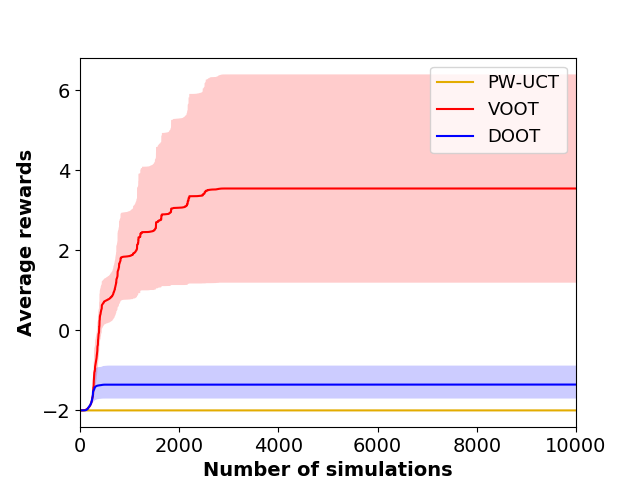 PW-UCT
VOOT
DOOT
6
4
2
0
−2
Average rewards
0 2000 4000 6000 8000 10000
Number of simulations